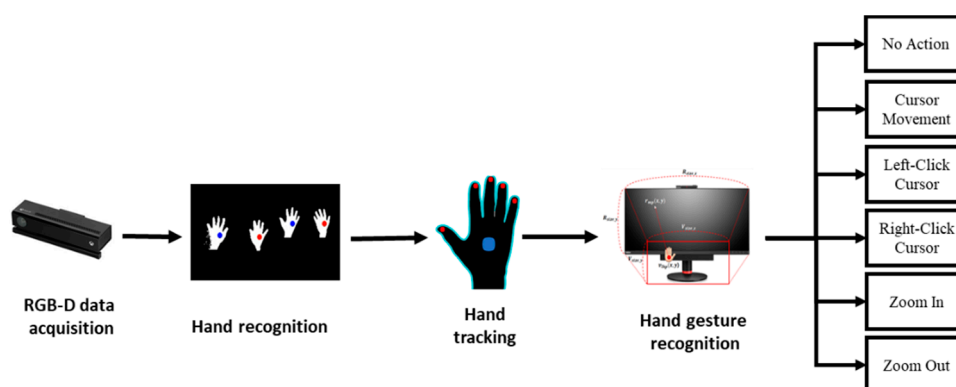 RGB-D data
acquisition
Hand recognition
Hand
tracking
Hand gesture
recognition
No Action
Cursor
Movement
Left-Click
Cursor
Right-Click
Cursor
Zoom In
Zoom Out